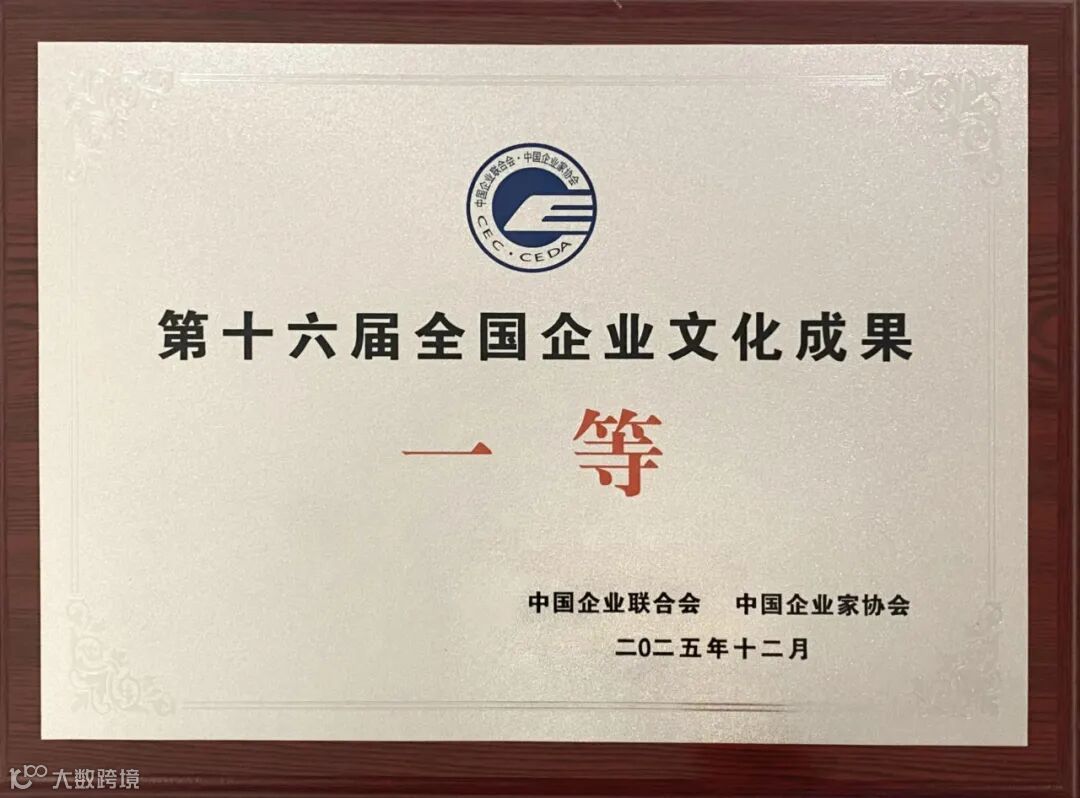 中国企业联合会·中国企业家协会
CEC·CEDA
第十六届全国企业文化成果
一等
中国企业联合会 中国企业家协会
二〇二五年十二月
大数跨境